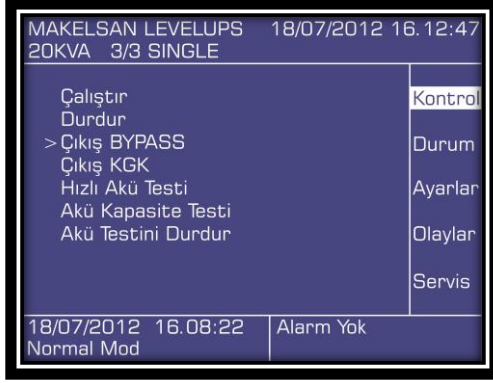 MAKELSAN LEVELUPS 18/07/2012 16.12:47
20KVA 3/3 SINGLE
Çalıştır
Durdur
>Çıkış BYPASS
Çıkış KGK
Hızlı Akü Testi
Akü Kapasite Testi
Akü Testini Durdur
Kontrol
Durum
Ayarlar
Olaylar
Servis
18/07/2012 16.08:22
Normal Mod
Alarm Yok